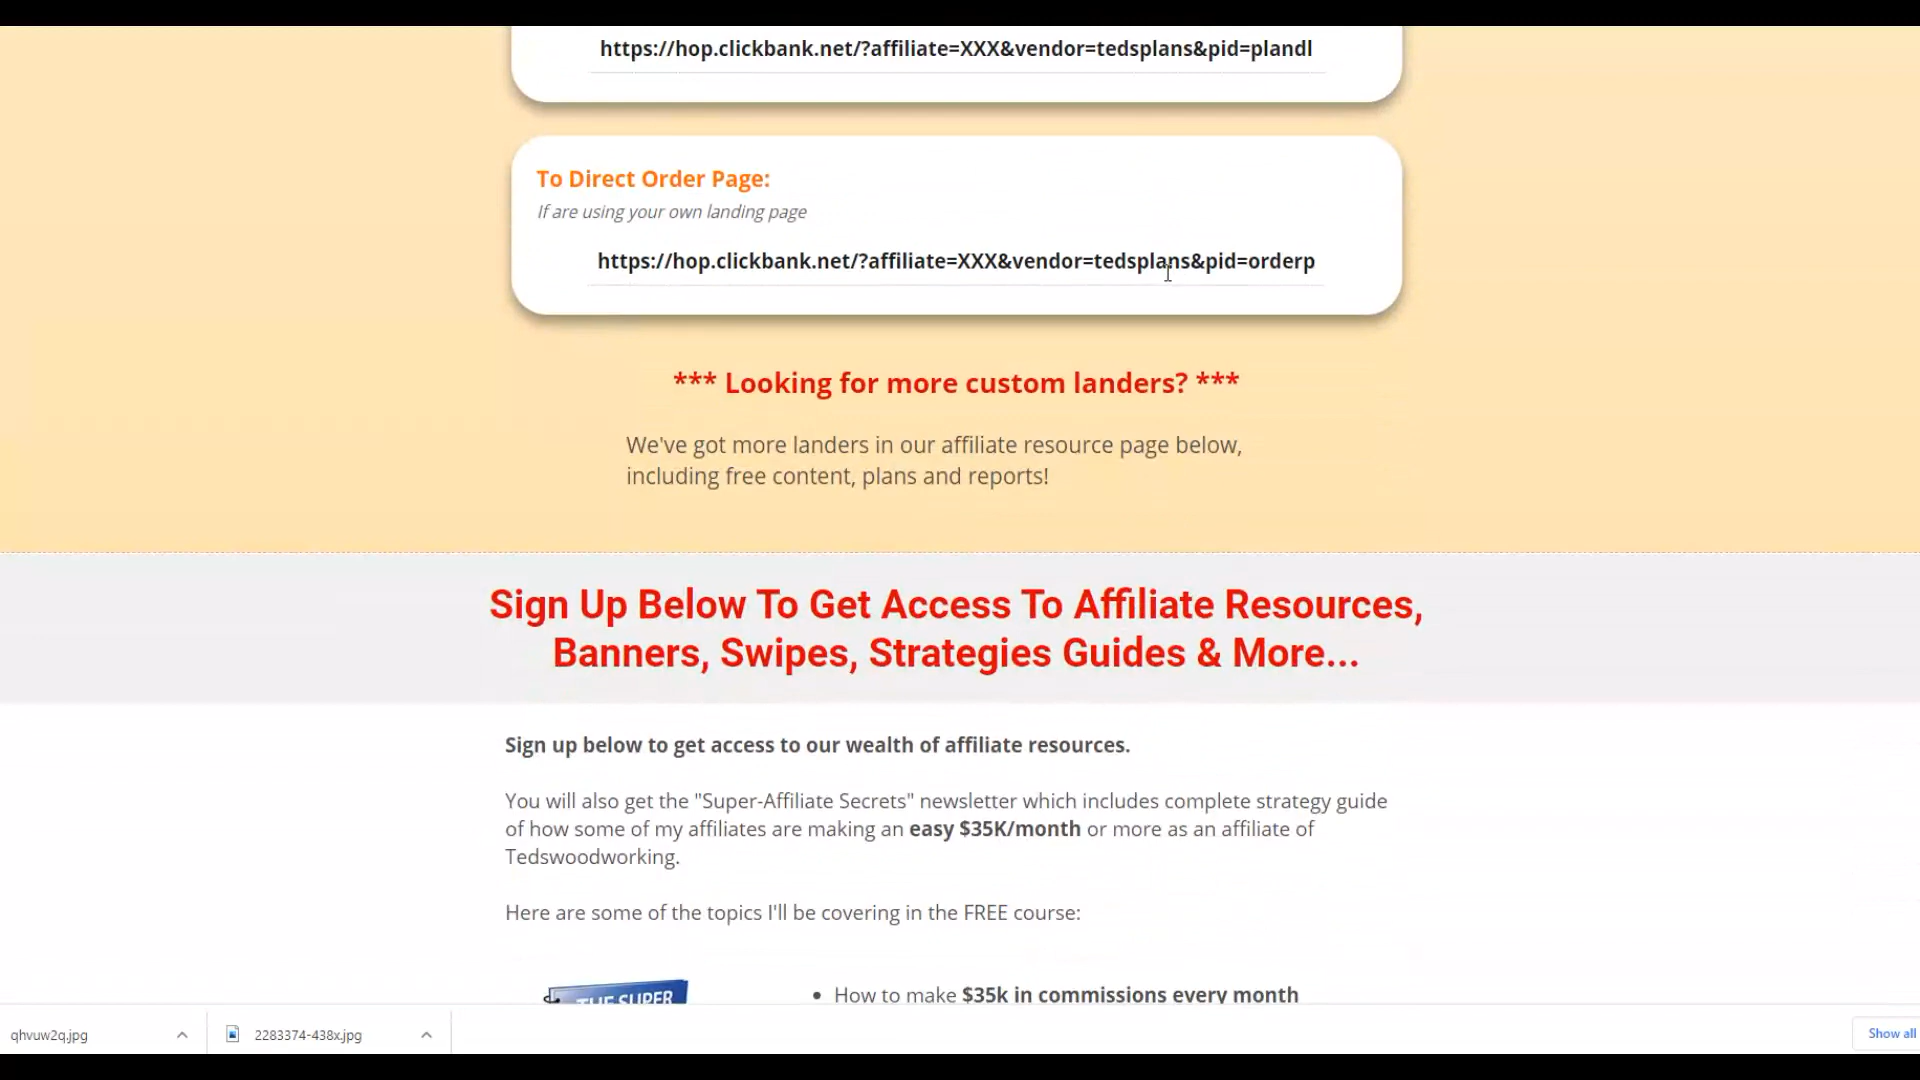 https://hop.clickbank.net/?affiliate=XXX&vendor=tedsplans&pid=plandl
To Direct Order Page:
If are using your own landing page
https://hop.clickbank.net/?affiliate=XXX&vendor=tedsplans&pid=orderp
*** Looking for more custom landers? ***
We've got more landers in our affiliate resource page below,
including free content, plans and reports!
Sign Up Below To Get Access To Affiliate Resources,
Banners, Swipes, Strategies Guides & More...
Sign up below to get access to our wealth of affiliate resources.
You will also get the "Super-Affiliate Secrets" newsletter which includes complete strategy guide
of how some of my affiliates are making an easy $35K/month or more as an affiliate of
Tedswoodworking.
Here are some of the topics I'll be covering in the FREE course:
THE SUPER
• How to make $35k in commissions every month
qhvuw2q.jpg
2283374-438x.jpg
Show all